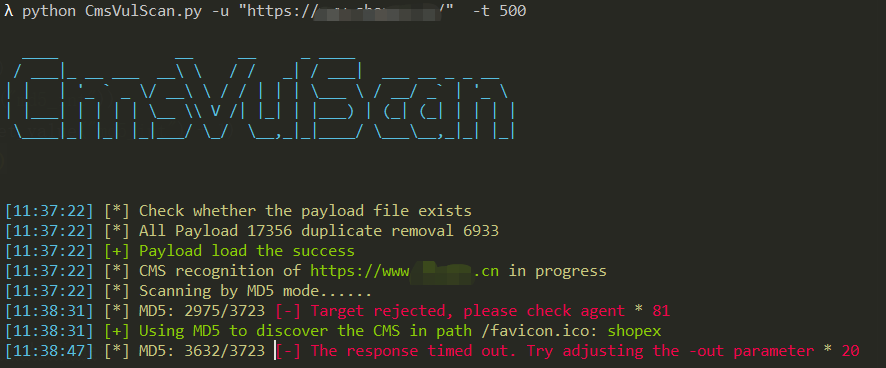 λ python CmsVulScan.py -u "https:// /" -t 500
CmsVulScan
[11:37:22] [*] Check whether the payload file exists
[11:37:22] [*] All Payload 17356 duplicate removal 6933
[11:37:22] [+] Payload load the success
[11:37:22] [*] CMS recognition of https://www .cn in progress
[11:37:22] [*] Scanning by MD5 mode......
[11:38:31] [*] MD5: 2975/3723 [-] Target rejected, please check agent * 81
[11:38:31] [+] Using MD5 to discover the CMS in path /favicon.ico: shopex
[11:38:47] [*] MD5: 3632/3723 [-] The response timed out. Try adjusting the -out parameter * 20